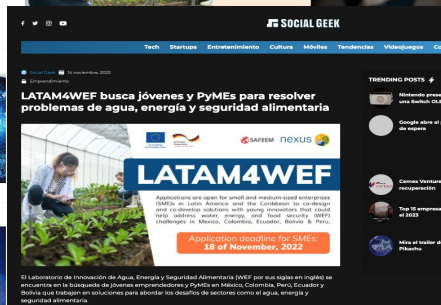 SOCIAL GEEK
Tech Startups Entretenimiento Cultura Móviles Tendencias Videojuegos
Social Geek 14 noviembre, 2022
Emprendimiento
LATAM4WEF busca jóvenes y PyMEs para resolver
problemas de agua, energía y seguridad alimentaria
SAFEEM nexus
LATAM4WEF
Applications are open for small and medium-sized enterprises
(SMEs) in Latin America and the Caribbean to co-design
and co-develop solutions with young innovators that could
help address water, energy, and food security (WEF)
challenges in Mexico, Colombia, Ecuador, Bolivia & Peru.
Application deadline for SMEs:
18 of November, 2022
El Laboratorio de Innovación de Agua, Energía y Seguridad Alimentaria (WEF por sus siglas en inglés) se
encuentra en la búsqueda de jóvenes emprendedores y PyMEs en México, Colombia, Perú, Ecuador y
Bolivia que trabajen en soluciones para abordar los desafíos de sectores como el agua, energía y
seguridad alimentaria.
TRENDING POSTS
Nintendo prese
una Switch OLE
Google abre al p
de espera
Cemex Venture
recuperación
Top 15 empresa
el 2023
Mira el trailer d
Pikachu